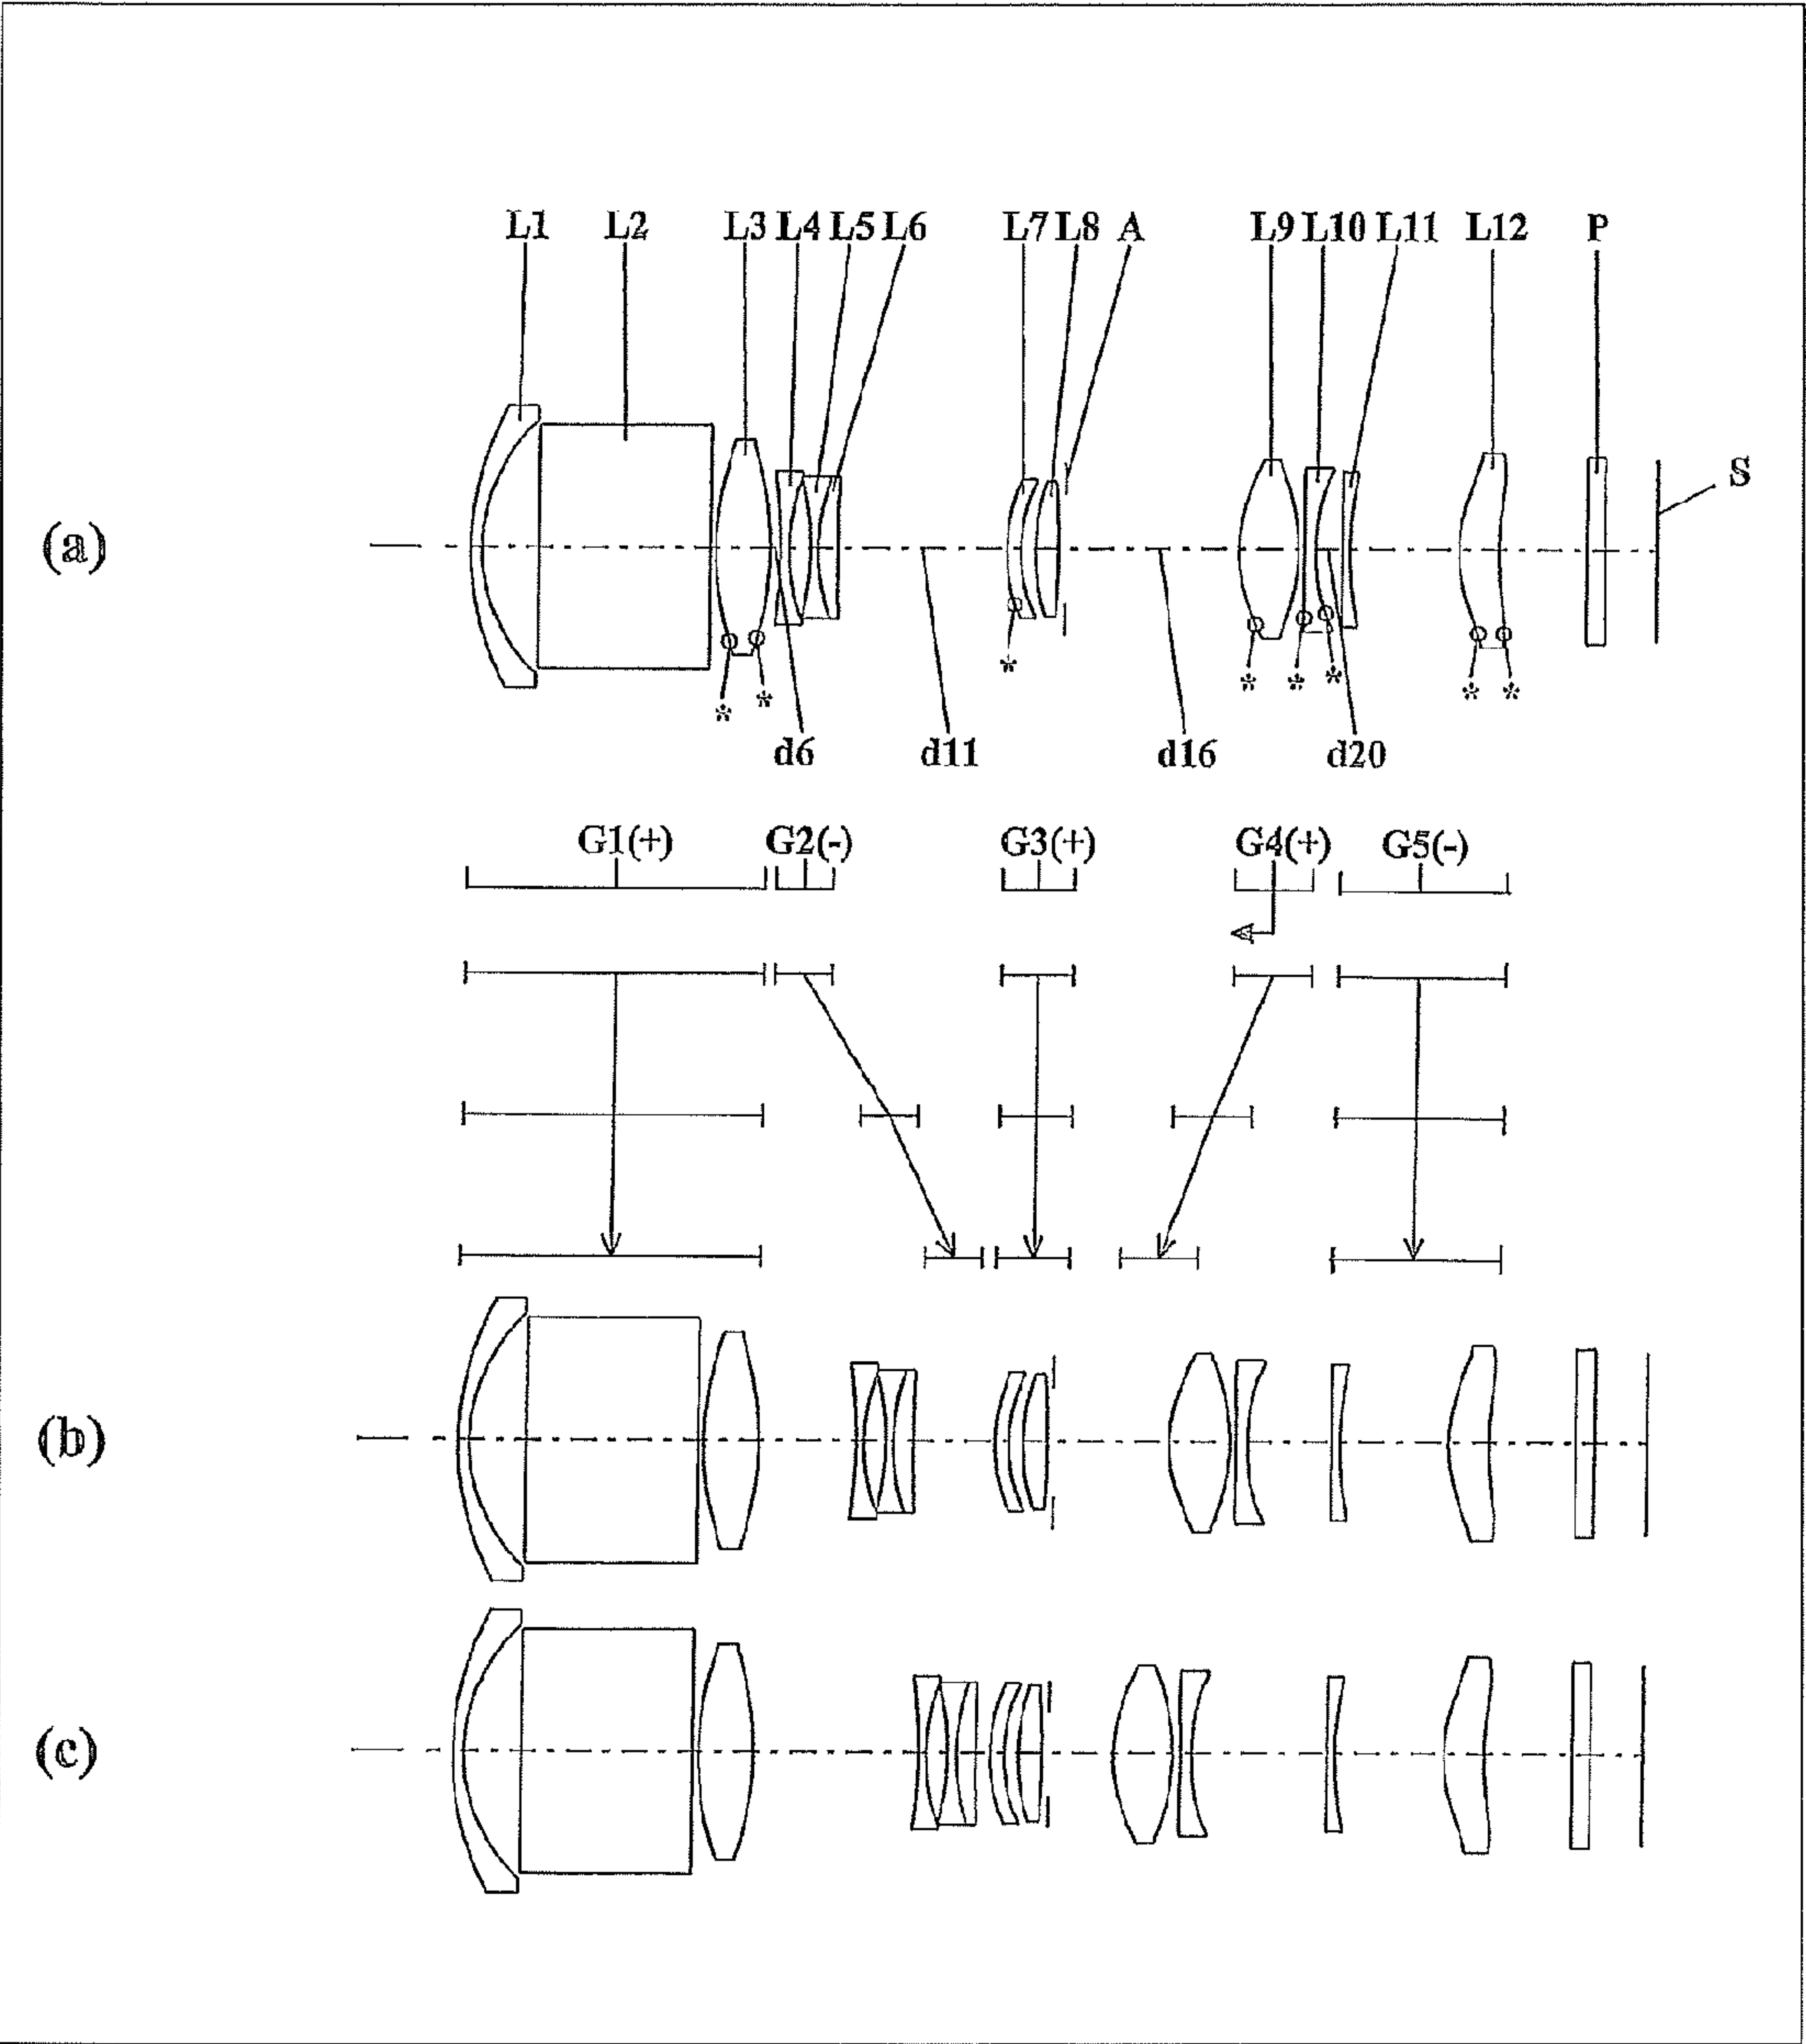 L1 L2 L3 L4 L5 L6 L7 L8 A L9 L10 L11 L12 P
S
(a)
* * * * * * * *
d6 d11 d16 d20
G1(+) G2(-) G3(+) G4(+) G5(-)
(b)
(c)